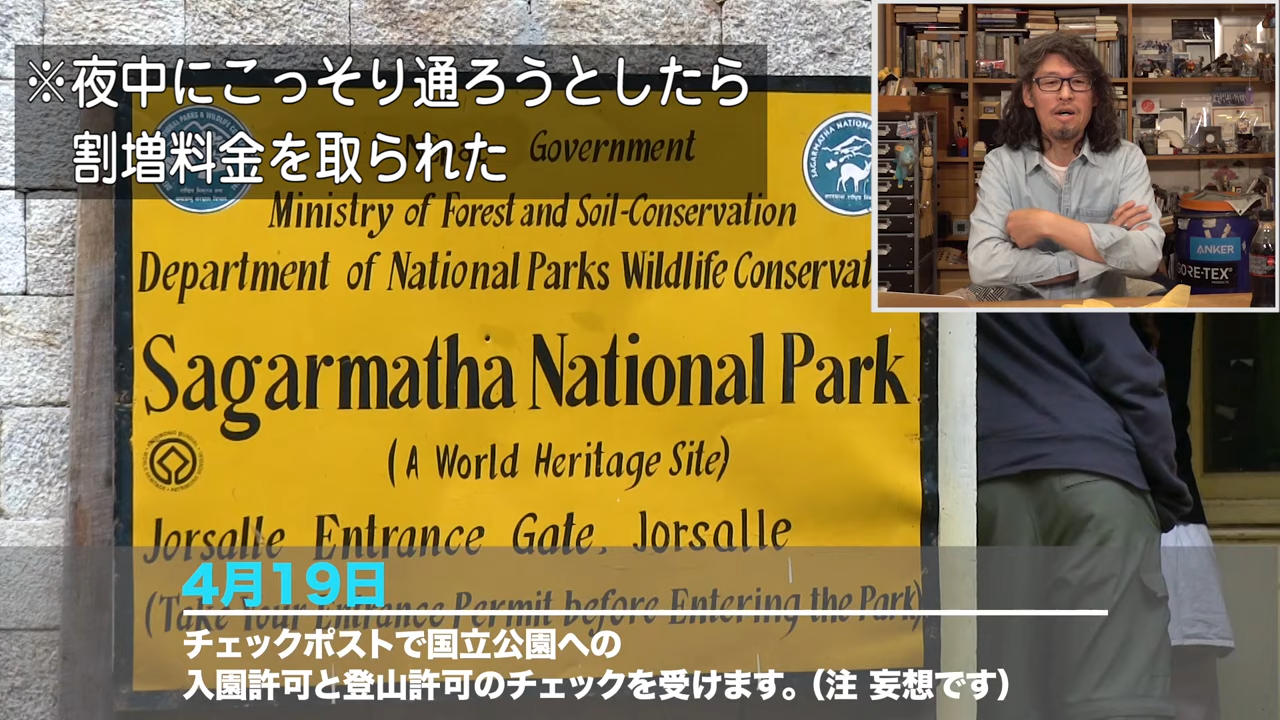 ※夜中にこっそり通ろうとしたら
割増料金を取られた
Government
Ministry of Forest and Soil-Conservation
Department of National Parks Wildlife Conservat
Sagarmatha National Park
(A World Heritage Site)
Jorsalle Entrance Gate, Jorsalle
(Take Your Entrance Permit before Entering the Park)
ANKER
GORE-TEX
PRODUCTS
4月19日
チェックポストで国立公園への
入園許可と登山許可のチェックを受けます。（注 妄想です）